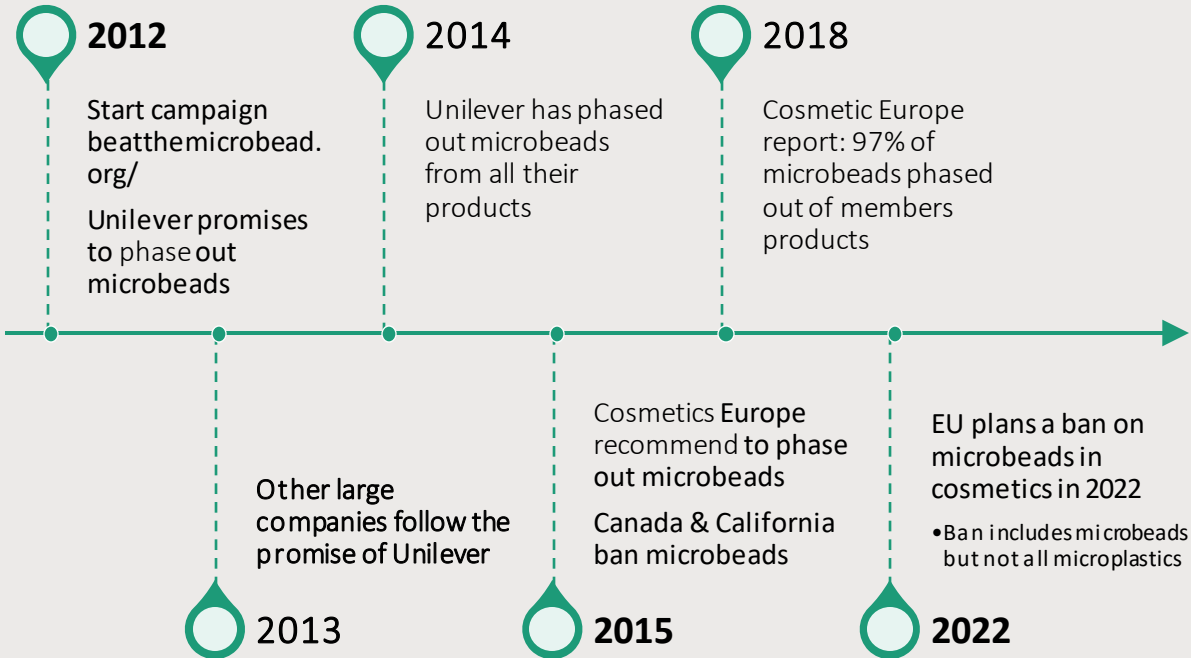 2012
Start campaign
beatthemicrobead.
org/
Unilever promises
to phase out
microbeads
2014
Unilever has phased
out microbeads
from all their
products
2018
Cosmetic Europe
report: 97% of
microbeads phased
out of members
products
Other large
companies follow the
promise of Unilever
2013
Cosmetics Europe
recommend to phase
out microbeads
Canada & California
ban microbeads
2015
EU plans a ban on
microbeads in
cosmetics in 2022
•Ban includes microbeads
but not all microplastics
2022